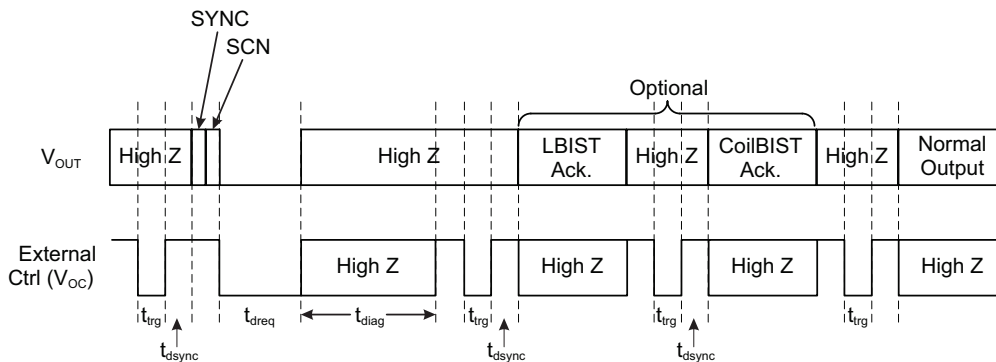 SYNC
SCN
Optional
VOUT
High Z
High Z
LBIST
Ack.
High Z
CoilBIST
Ack.
High Z
Normal
Output
External
Ctrl (VOC)
High Z
High Z
High Z
High Z
ttrg
tdreq
tdiag
ttrg
ttrg
ttrg
tdsync
tdsync
tdsync